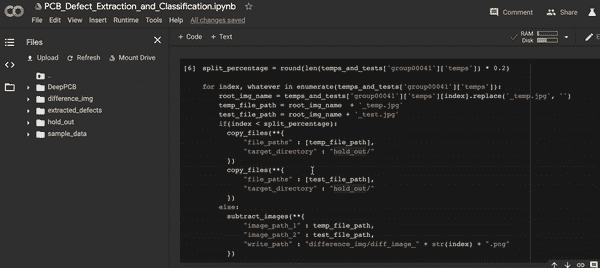 PCB_Defect_Extraction_and_Classification.ipynb
File Edit View Insert Runtime Tools Help All changes saved
Comment
Share
Files
Upload Refresh Mount Drive
..
DeepPCB
difference_img
extracted_defects
hold_out
sample_data
+ Code + Text
RAM
Disk
[6] split_percentage = round(len(temps_and_tests['group00041']['temps']) * 0.2)
for index, whatever in enumerate(temps_and_tests['group00041']['temps']):
root_img_name = temps_and_tests['group00041']['temps'][index].replace('_temp.jpg', '')
temp_file_path = root_img_name + '_temp.jpg'
test_file_path = root_img_name + '_test.jpg'
if(index < split_percentage):
copy_files(**{
"file_paths" : [temp_file_path],
"target_directory" : "hold_out/"
})
copy_files(**{
"file_paths" : [test_file_path],
"target_directory" : "hold_out/"
})
else:
subtract_images(**{
"image_path_1" : temp_file_path,
"image_path_2" : test_file_path,
"write_path" : "difference_img/diff_image_" + str(index) + ".png"
})